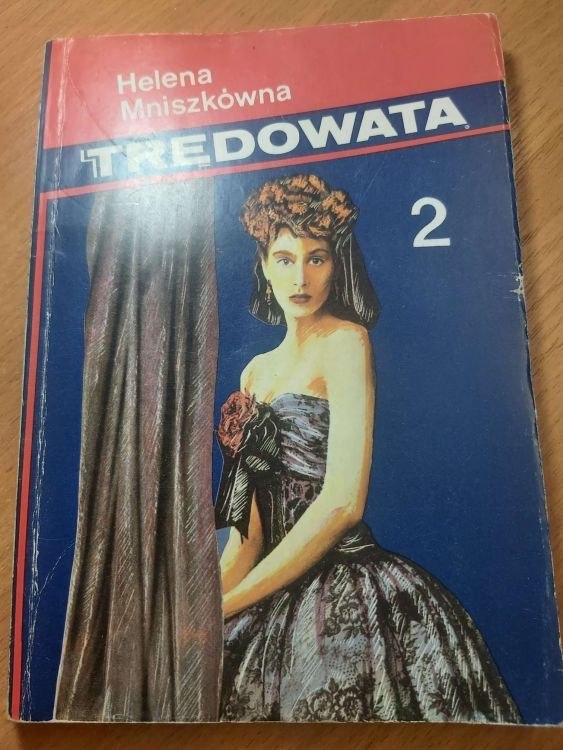 Helena
Mniszkówna
TRĘDOWATA
2